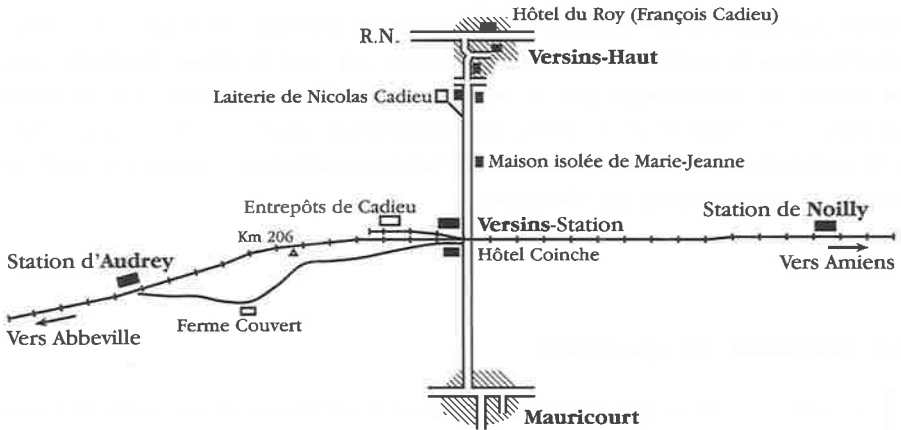 Hôtel du Roy (François Cadieu)
R.N.
Versins-Haut
Laiterie de Nicolas Cadieu
Maison isolée de Marie-Jeanne
Entrepôts de Cadieu
Versins-Station
Station de Noilly
Km 206
Station d'Audrey
Hôtel Coinche
Vers Amiens
Ferme Couvert
Vers Abbeville
Mauricourt